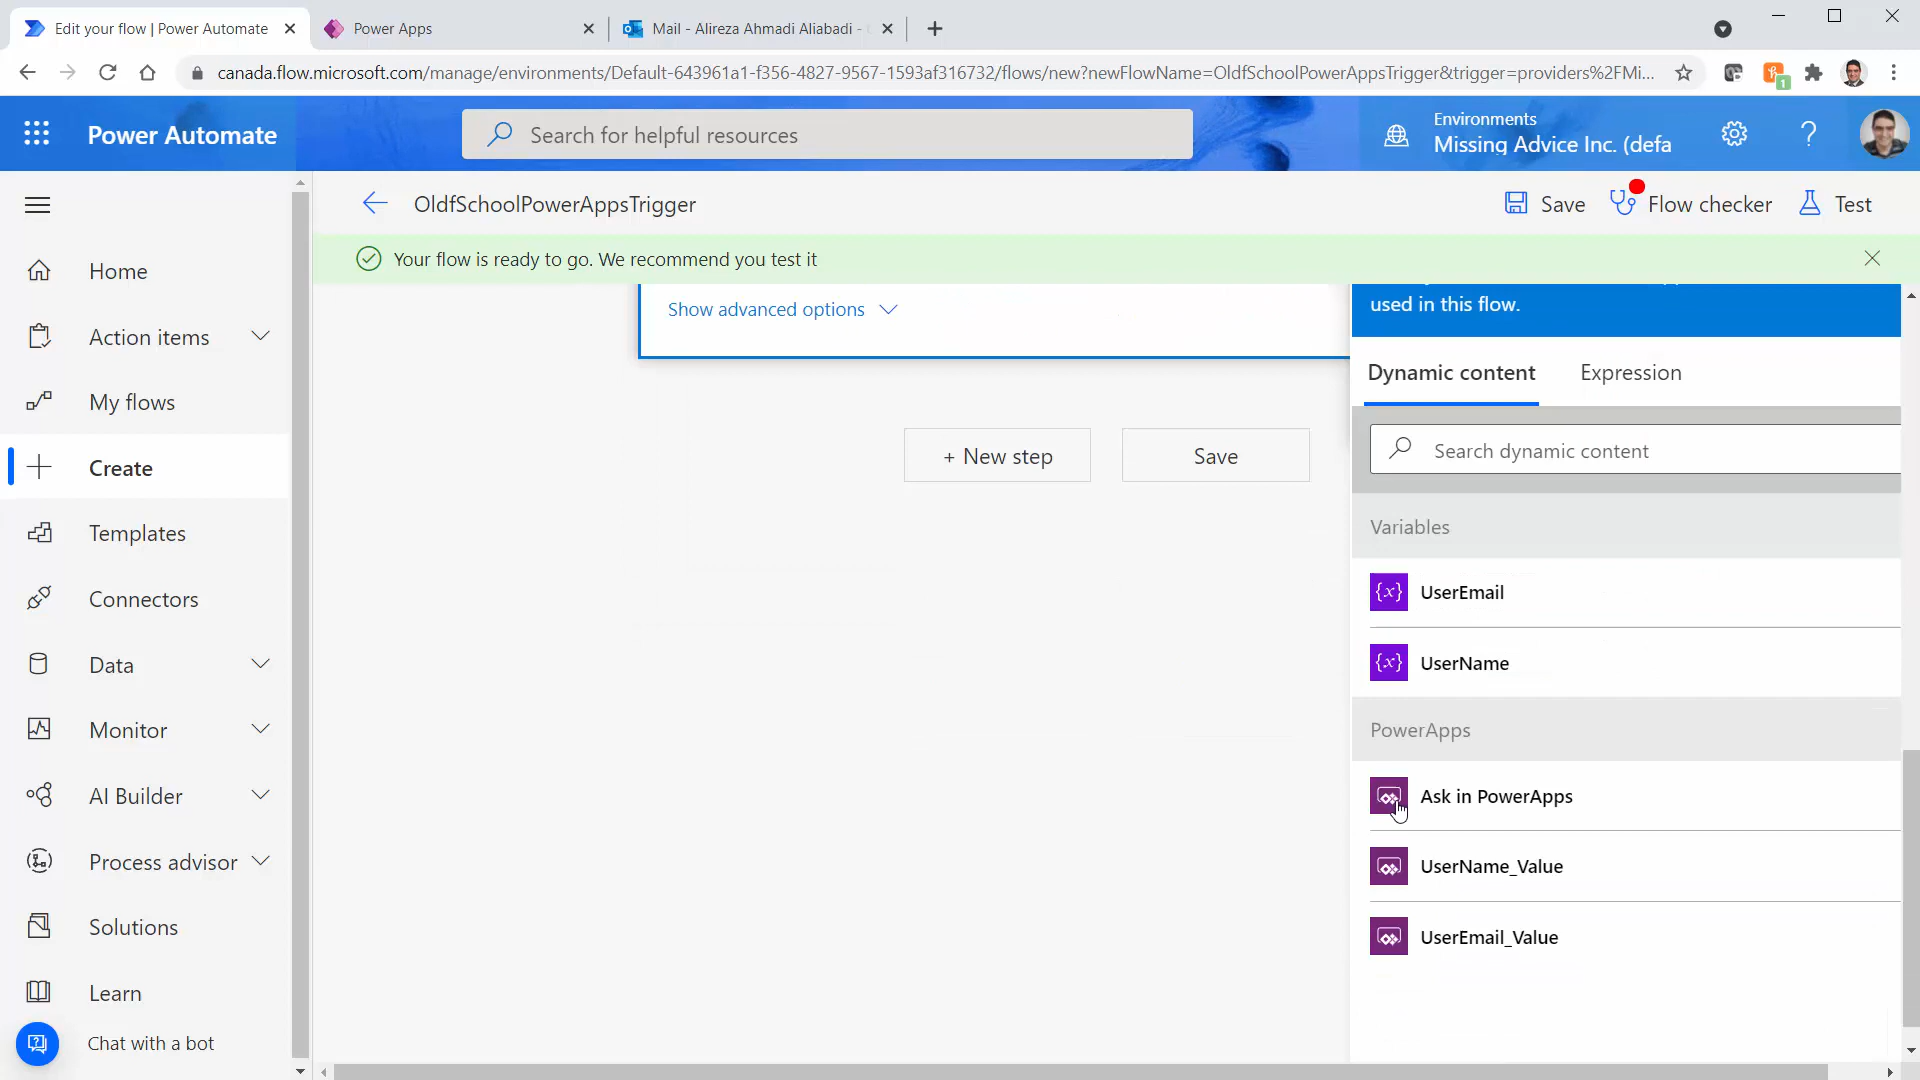 Edit your flow | Power Automate
Power Apps
Mail - Alireza Ahmadi Aliabadi -
canada.flow.microsoft.com/manage/environments/Default-643961a1-f356-4827-9567-1593af316732/flows/new?newFlowName=OldfSchoolPowerAppsTrigger&trigger=providers%2FMi...
1
Power Automate
Search for helpful resources
Environments
Missing Advice Inc. (defa
OldfSchoolPowerAppsTrigger
Save
Flow checker
Test
Your flow is ready to go. We recommend you test it
Home
Action items
My flows
Create
Templates
Connectors
Data
Monitor
AI Builder
Process advisor
Solutions
Learn
Chat with a bot
Show advanced options
+ New step
Save
used in this flow.
Dynamic content
Expression
Search dynamic content
Variables
{x} UserEmail
{x} UserName
PowerApps
Ask in PowerApps
UserName_Value
UserEmail_Value